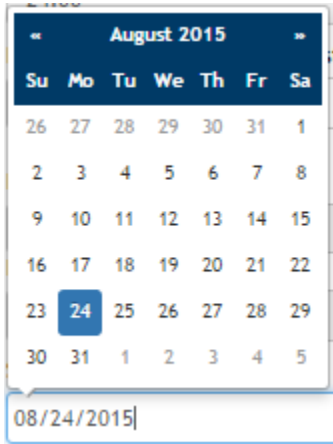 « August 2015 »
Su Mo Tu We Th Fr Sa
26 27 28 29 30 31 1
2 3 4 5 6 7 8
9 10 11 12 13 14 15
16 17 18 19 20 21 22
23 24 25 26 27 28 29
30 31 1 2 3 4 5
08/24/2015